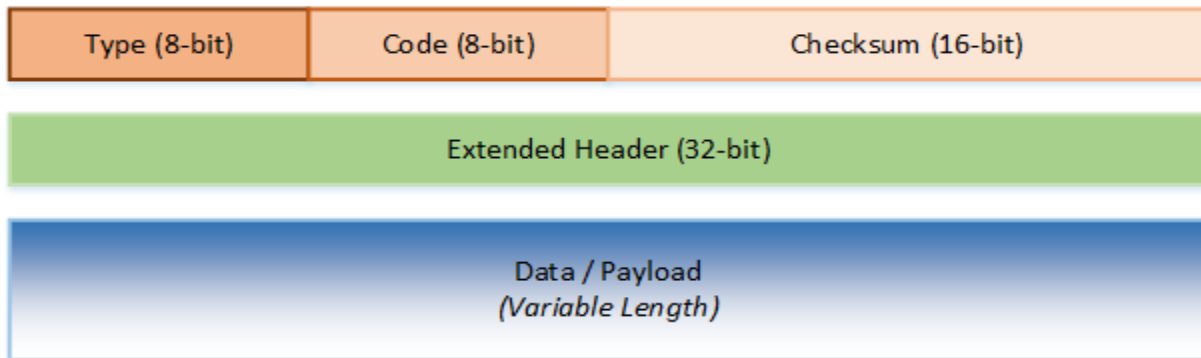 Type (8-bit) Code (8-bit) Checksum (16-bit)
Extended Header (32-bit)
Data / Payload
(Variable Length)